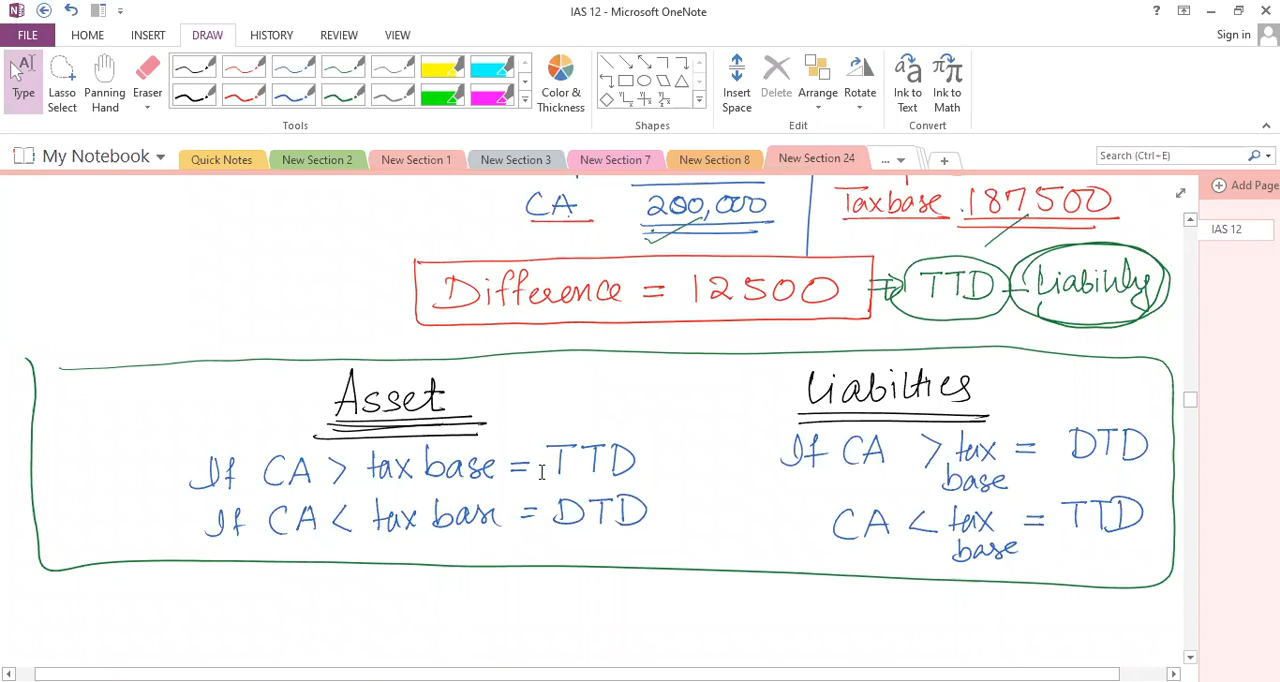 IAS 12 - Microsoft OneNote
?
FILE HOME INSERT DRAW HISTORY REVIEW VIEW
Sign in
Type
Lasso Select
Panning Hand
Eraser
Color & Thickness
Insert Space
Delete
Arrange
Rotate
Ink to Text
Ink to Math
Tools Shapes Edit Convert
My Notebook Quick Notes New Section 2 New Section 1 New Section 3 New Section 7 New Section 8 New Section 24 ... +
Search (Ctrl+E)
Add Page
IAS 12
CA 200,000 Tax base 187500
Difference = 12500 ⇒ TTD - Liability
Asset
If CA > tax base = TTD
If CA < tax base = DTD
Liabilties
If CA > tax base = DTD
CA < tax base = TTD